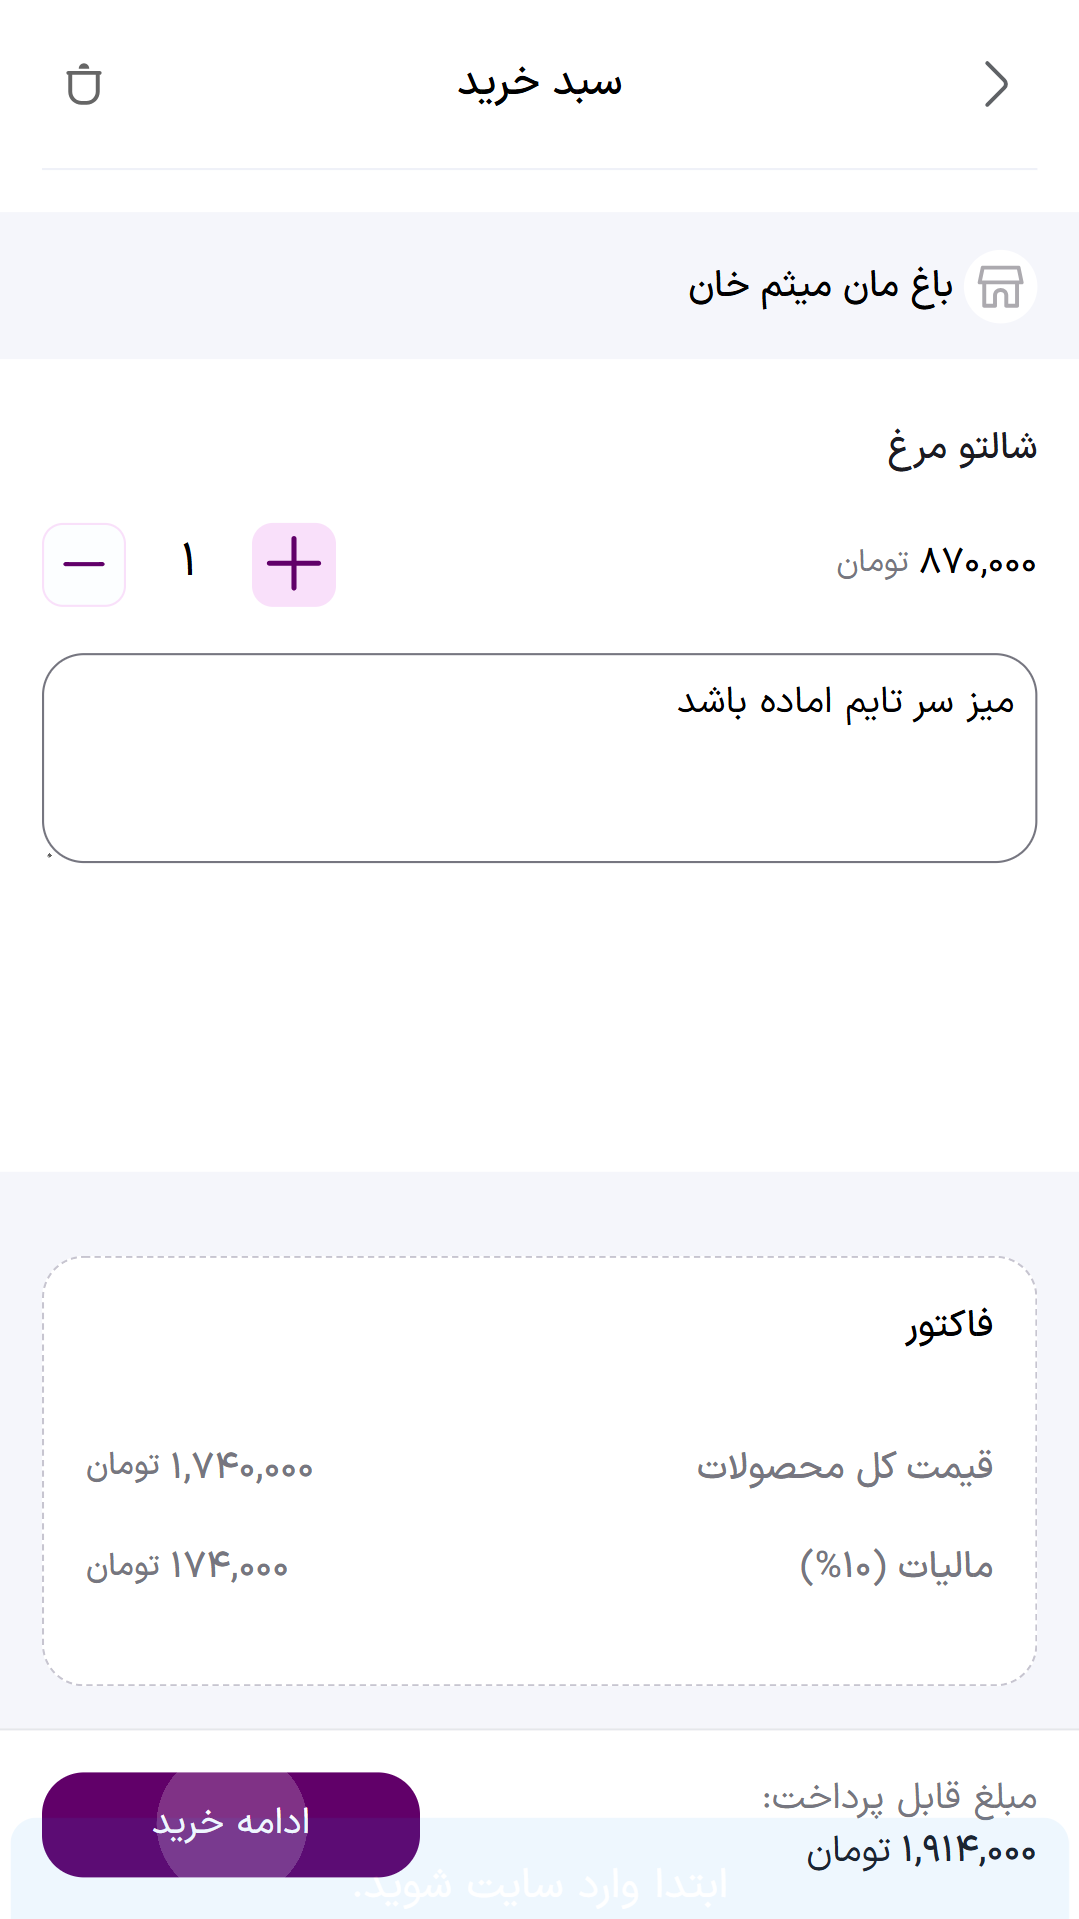 سبد خرید
باغ مان میثم خان
شالتو مرغ
۸۷۰,۰۰۰ تومان
۱
میز سر تایم اماده باشد
فاکتور
قیمت کل محصولات ۱,۷۴۰,۰۰۰ تومان
مالیات (۱۰%) ۱۷۴,۰۰۰ تومان
مبلغ قابل پرداخت:
۱,۹۱۴,۰۰۰ تومان
ادامه خرید
ابتدا وارد سایت شوید.